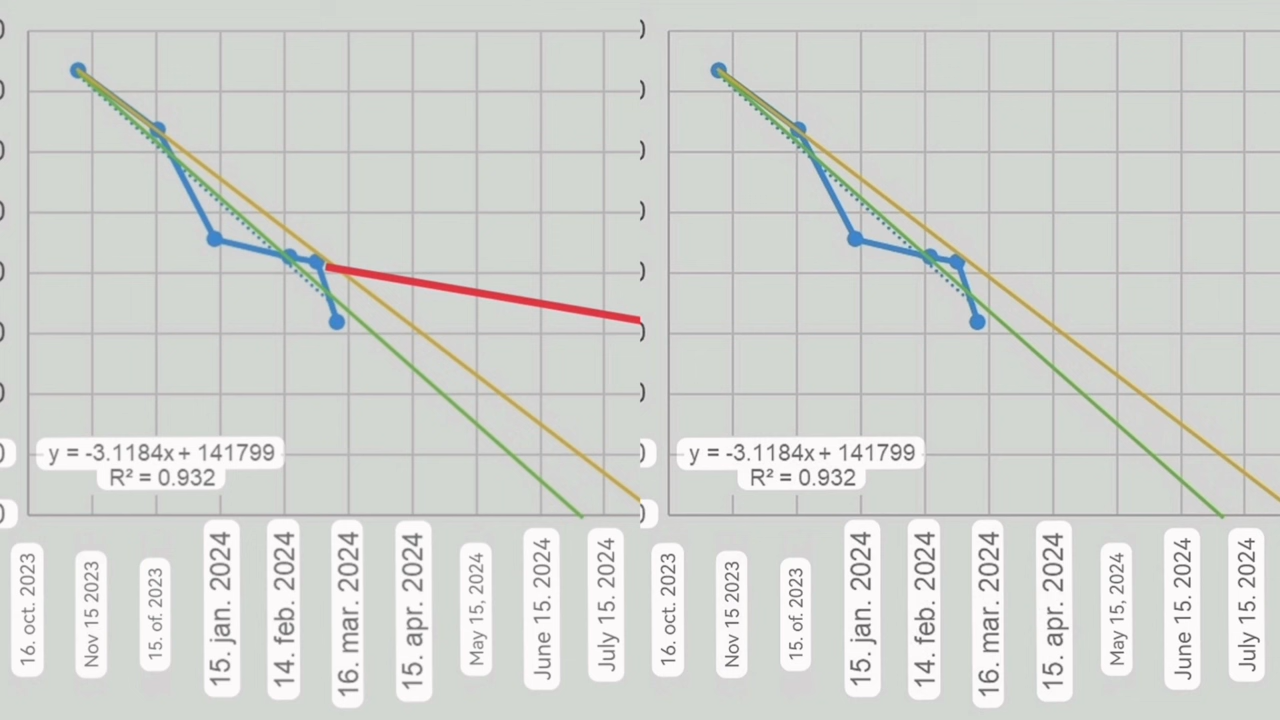 y = -3.1184x + 141799
R² = 0.932
16. oct. 2023
Nov 15 2023
15. of. 2023
15. jan. 2024
14. feb. 2024
16. mar. 2024
15. apr. 2024
May 15, 2024
June 15. 2024
July 15. 2024
y = -3.1184x + 141799
R² = 0.932
16. oct. 2023
Nov 15 2023
15. of. 2023
15. jan. 2024
14. feb. 2024
16. mar. 2024
15. apr. 2024
May 15, 2024
June 15. 2024
July 15. 2024